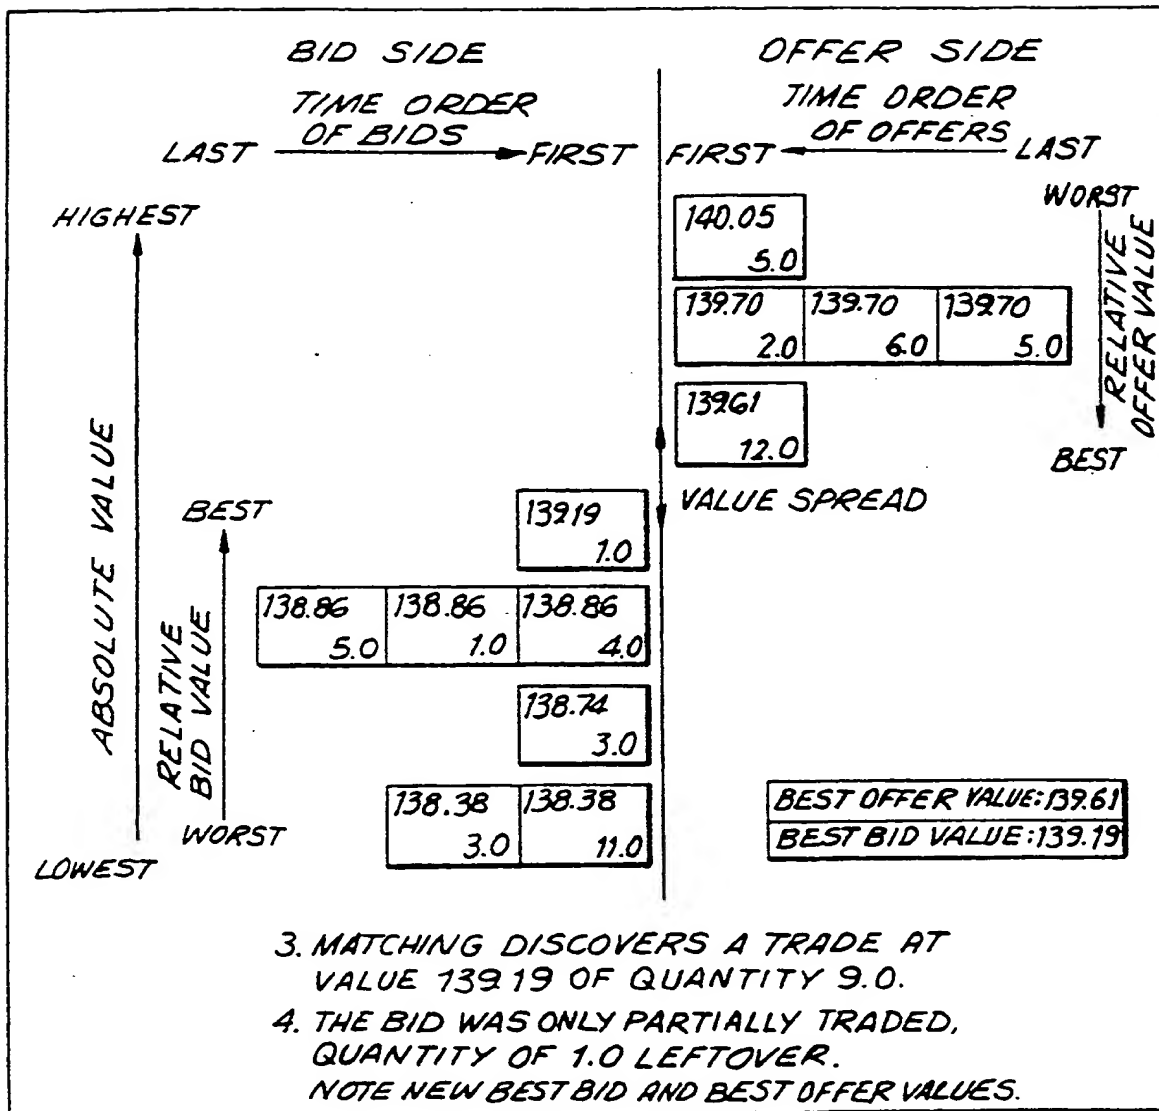 BID SIDE
OFFER SIDE
TIME ORDER
OF BIDS
TIME ORDER
OF OFFERS
LAST FIRST
FIRST LAST
HIGHEST
ABSOLUTE VALUE
LOWEST
WORST
RELATIVE
OFFER VALUE
BEST
140.05
5.0
139.70 139.70 139.70
2.0 6.0 5.0
139.61
12.0
VALUE SPREAD
BEST
RELATIVE
BID VALUE
WORST
139.19
1.0
138.86 138.86 138.86
5.0 1.0 4.0
138.74
3.0
138.38 138.38
3.0 11.0
BEST OFFER VALUE:139.61
BEST BID VALUE:139.19
3. MATCHING DISCOVERS A TRADE AT
VALUE 139.19 OF QUANTITY 9.0.
4. THE BID WAS ONLY PARTIALLY TRADED,
QUANTITY OF 1.0 LEFTOVER.
NOTE NEW BEST BID AND BEST OFFER VALUES.